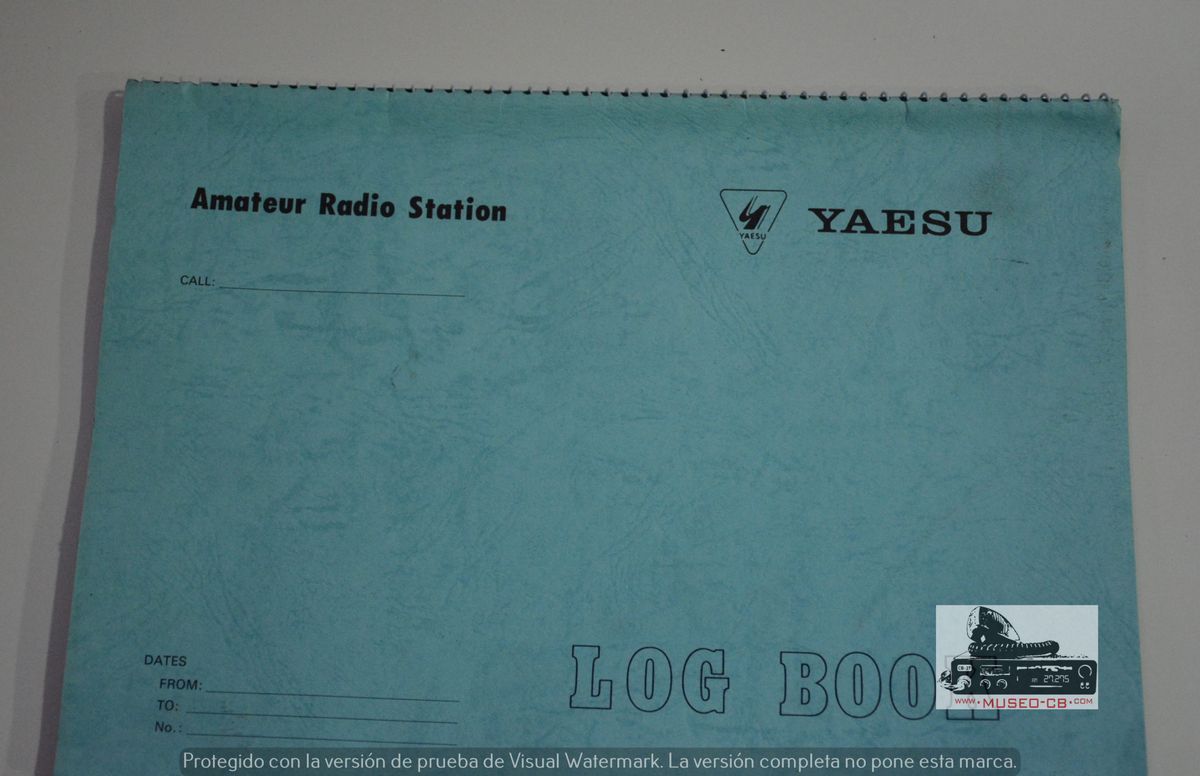 Amateur Radio Station
YAESU
YAESU
CALL:
DATES
FROM:
TO:
No.:
LOG BOOK
27.275
WWW.MUSEO-CB.COM
Protegido con la versión de prueba de Visual Watermark. La versión completa no pone esta marca.